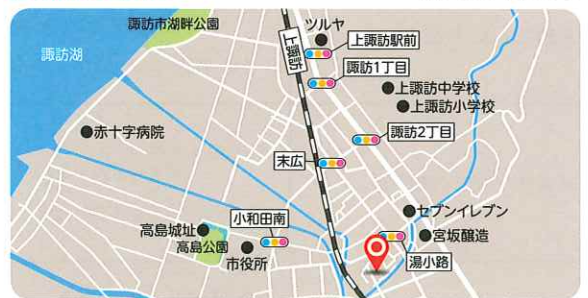 諏訪市湖畔公園
ツルヤ
上諏訪駅前
上諏訪
諏訪湖
諏訪1丁目
上諏訪中学校
上諏訪小学校
赤十字病院
諏訪2丁目
末広
セブンイレブン
小和田南
高島城址
高島公園
宮坂醸造
市役所
湯小路